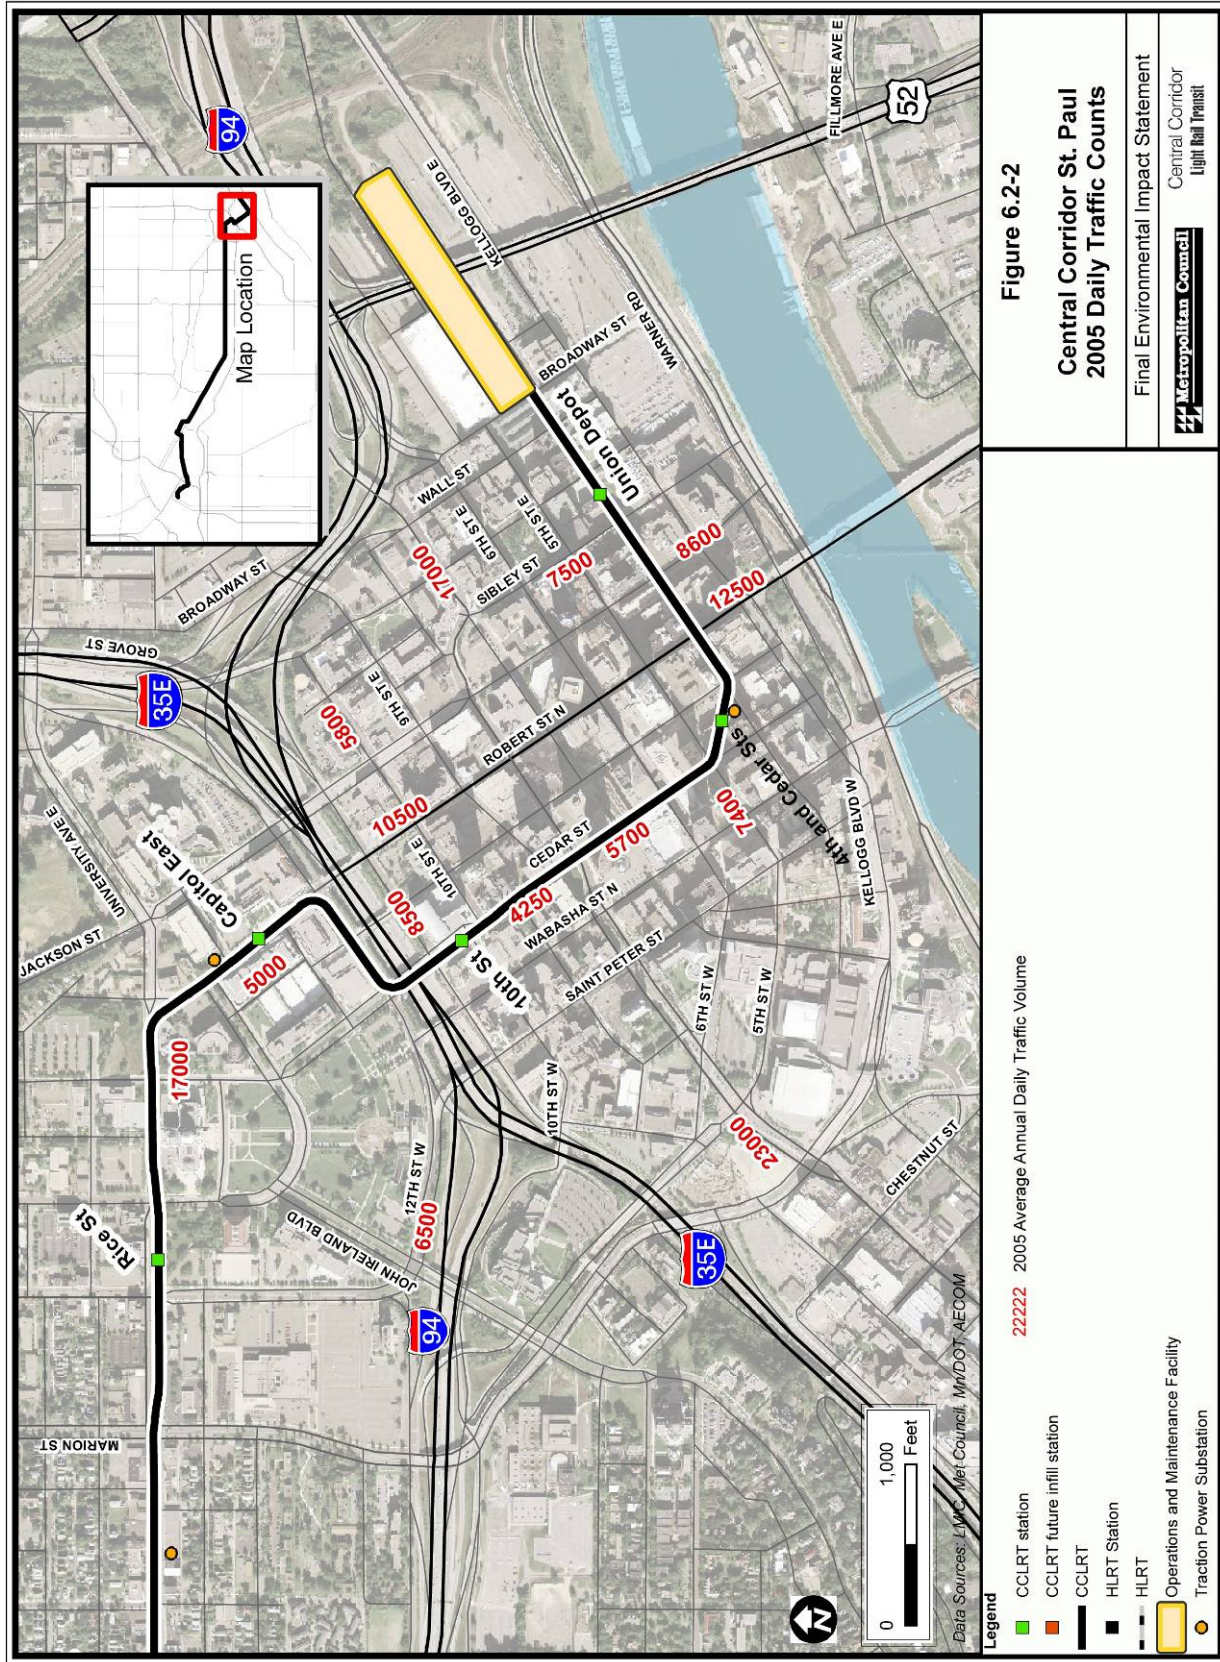 94
Map Location
KELLOGG BLVD E
FILLMORE AVE E
52
BROADWAY ST
WARNER RD
Union Depot
WALL ST
6TH ST E
5TH ST E
17000
SIBLEY ST
7500
8600
12500
BROADWAY ST
GROVE ST
35E
9TH ST E
5800
ROBERT ST N
UNIVERSITY AVE E
10500
10TH ST E
CEDAR ST
5700
7400
4th and Cedar Sts
KELLOGG BLVD W
Capitol East
JACKSON ST
8500
4250
WABASHA ST N
5000
10th St
SAINT PETER ST
6TH ST W
5TH ST W
17000
10TH ST W
12TH ST W
23000
CHESTNUT ST
Rice St
6500
JOHN IRELAND BLVD
35E
94
MARION ST
N
0 1,000
Feet
Data Sources: LMIC, Met Council, Mn/DOT, AECOM
Legend
CCLRT station
CCLRT future infill station
CCLRT
HLRT Station
HLRT
Operations and Maintenance Facility
Traction Power Substation
22222 2005 Average Annual Daily Traffic Volume
Figure 6.2-2
Central Corridor St. Paul
2005 Daily Traffic Counts
Final Environmental Impact Statement
Metropolitan Council
Central Corridor
Light Rail Transit